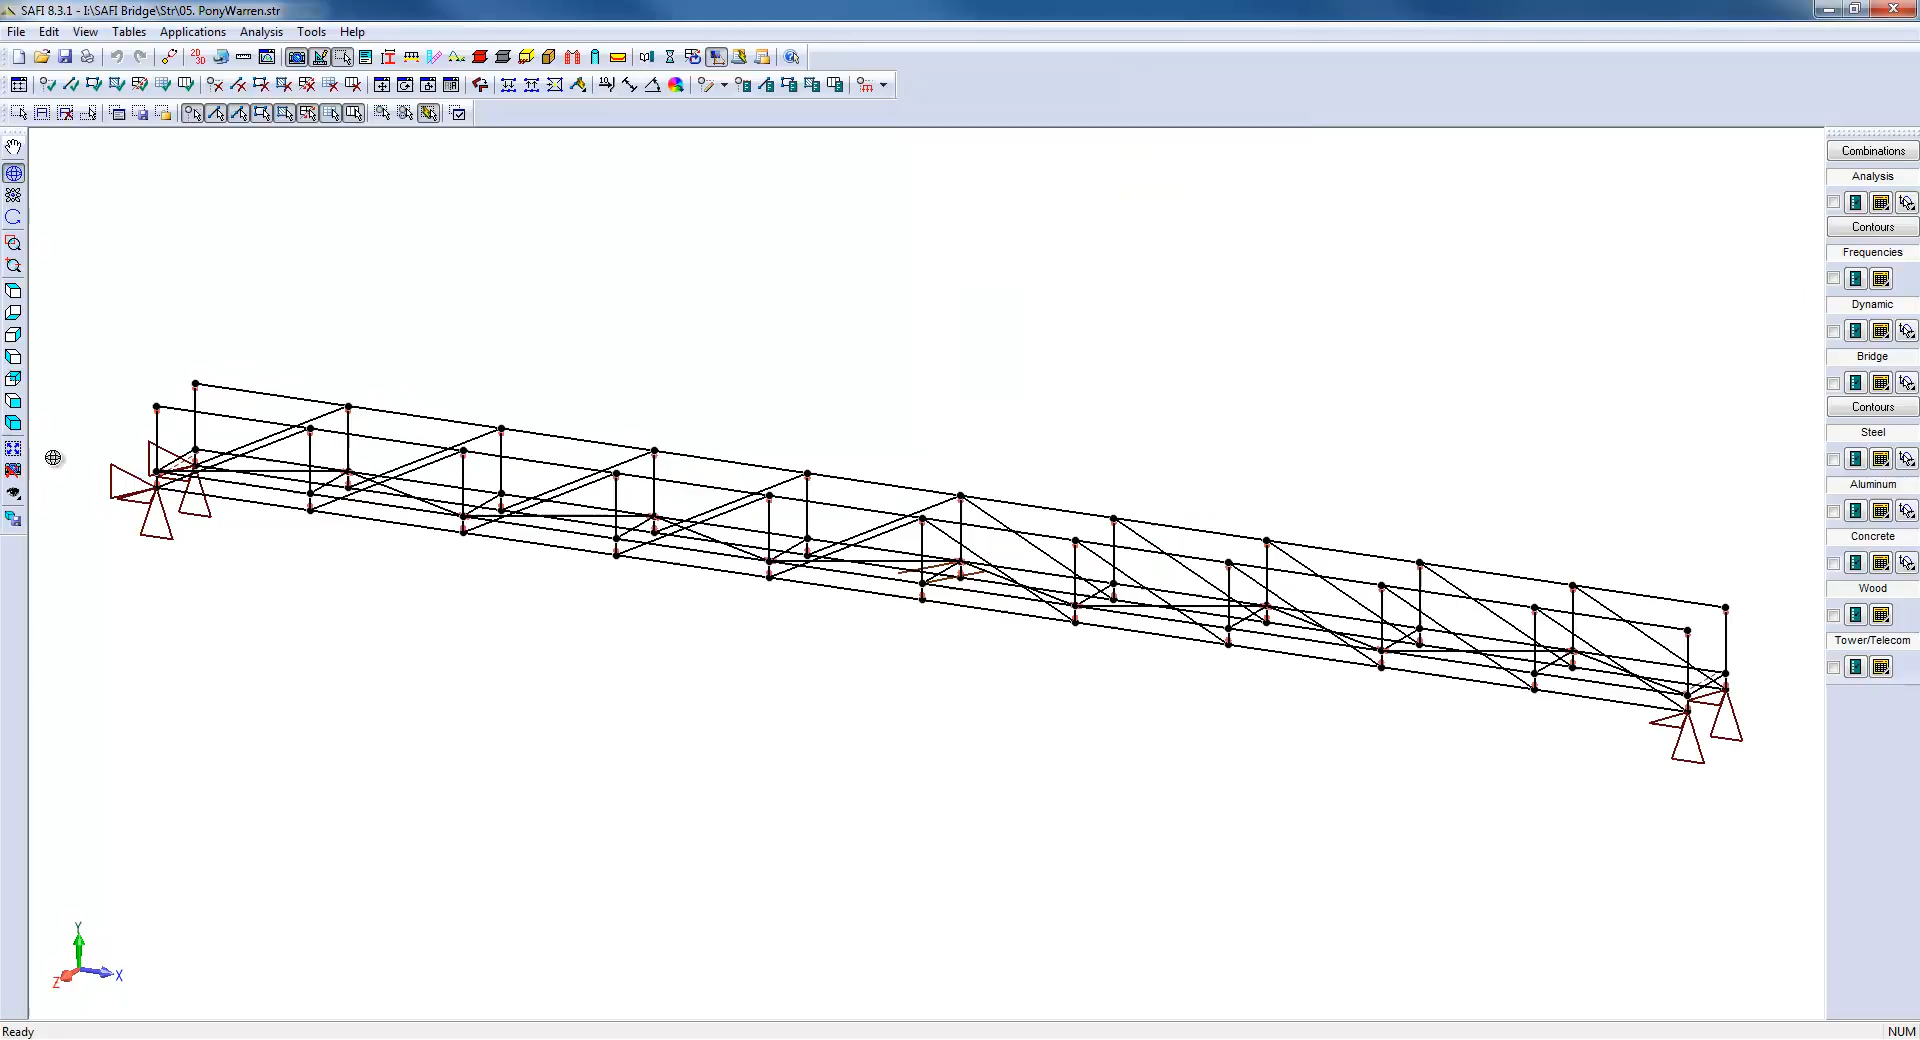 SAFI 8.3.1 - I:\SAFI Bridge\Str\05. PonyWarren.str
File Edit View Tables Applications Analysis Tools Help
Combinations
Analysis
Contours
Frequencies
Dynamic
Bridge
Contours
Steel
Aluminum
Concrete
Wood
Tower/Telecom
Y
Z X
Ready NUM